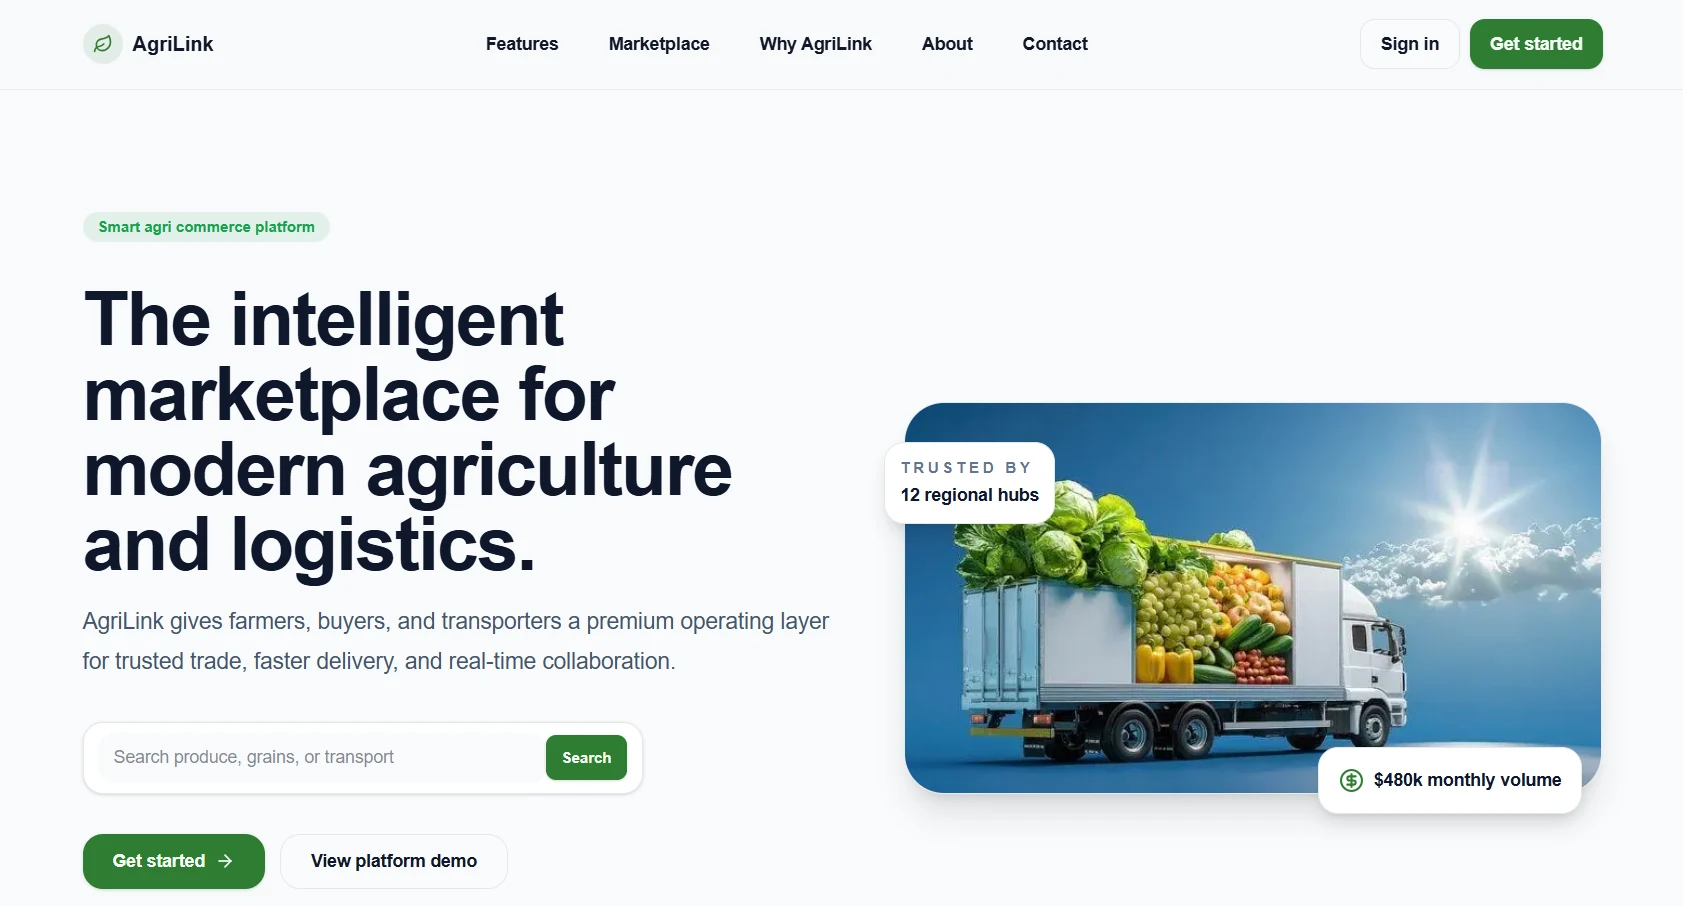 AgriLink
Features
Marketplace
Why AgriLink
About
Contact
Sign in
Get started
Smart agri commerce platform
The intelligent
marketplace for
modern agriculture
and logistics.
AgriLink gives farmers, buyers, and transporters a premium operating layer
for trusted trade, faster delivery, and real-time collaboration.
Search produce, grains, or transport
Search
Get started
View platform demo
TRUSTED BY
12 regional hubs
$480k monthly volume